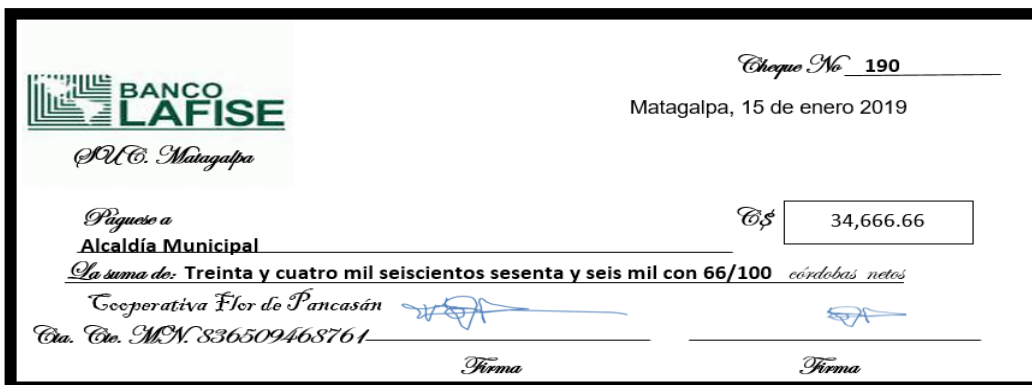 Cheque No 190
BANCO
LAFISE
Matagalpa, 15 de enero 2019
SUC. Matagalpa
Páguese a
C$ 34,666.66
Alcaldía Municipal
La suma de: Treinta y cuatro mil seiscientos sesenta y seis mil con 66/100 córdobas netos
Cooperativa Flor de Pancasán
Cta. Cte. M.N. 836509468761
Firma Firma